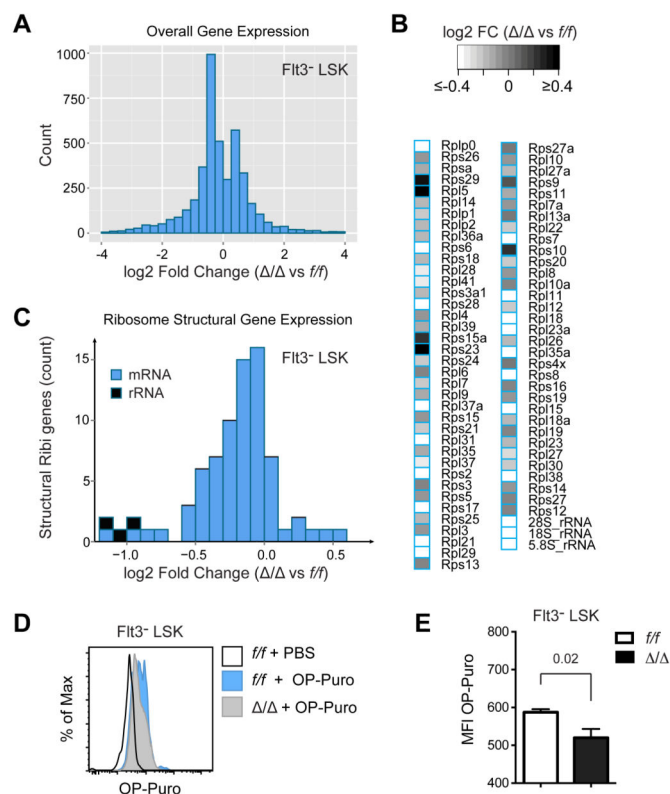 A
Overall Gene Expression
Flt3⁻ LSK
1000
750
500
250
0
Count
-4
-2
0
2
4
log2 Fold Change (Δ/Δ vs f/f)
B
log2 FC (Δ/Δ vs f/f)
≤-0.4
0
≥0.4
Rplp0
Rps26
Rpsa
Rps29
Rpl5
Rpl14
Rplp1
Rplp2
Rpl36a
Rps6
Rps18
Rpl28
Rpl41
Rps3a1
Rps28
Rpl4
Rpl39
Rps15a
Rps23
Rps24
Rpl6
Rpl7
Rpl9
Rpl37a
Rps15
Rps21
Rpl31
Rpl35
Rpl37
Rps2
Rps3
Rps5
Rps17
Rps25
Rpl3
Rpl21
Rpl29
Rps13
Rps27a
Rpl10
Rpl27a
Rps9
Rps11
Rpl7a
Rpl13a
Rpl22
Rps7
Rps10
Rps20
Rpl8
Rpl10a
Rpl11
Rpl12
Rpl18
Rpl23a
Rpl26
Rpl35a
Rps4x
Rps8
Rps16
Rps19
Rpl15
Rpl18a
Rpl19
Rpl23
Rpl27
Rpl30
Rpl38
Rps14
Rps27
Rps12
28S_rRNA
18S_rRNA
5.8S_rRNA
C
Ribosome Structural Gene Expression
Flt3⁻ LSK
mRNA
rRNA
15
10
5
0
Structural Ribi genes (count)
−1.0
−0.5
0.0
0.5
log2 Fold Change (Δ/Δ vs f/f)
D
Flt3⁻ LSK
% of Max
OP-Puro
f/f + PBS
f/f + OP-Puro
Δ/Δ + OP-Puro
E
Flt3⁻ LSK
f/f
Δ/Δ
0.02
800
700
600
500
400
MFI OP-Puro